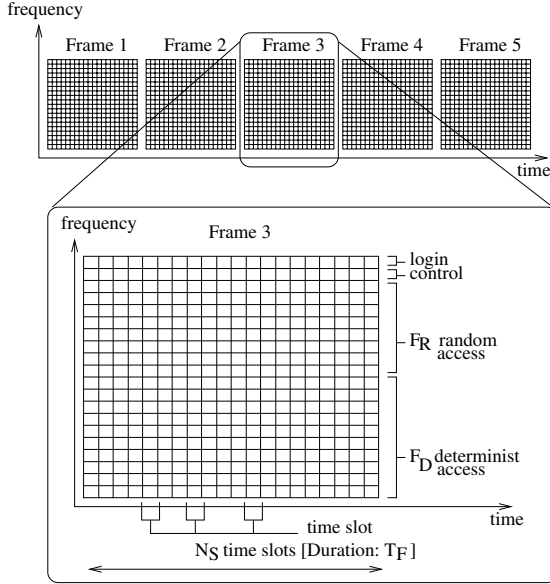 frequency
Frame 1 Frame 2 Frame 3 Frame 4 Frame 5
time
frequency
Frame 3
login
control
F_R random
access
F_D determinist
access
time slot
time
N_S time slots [Duration: T_F]